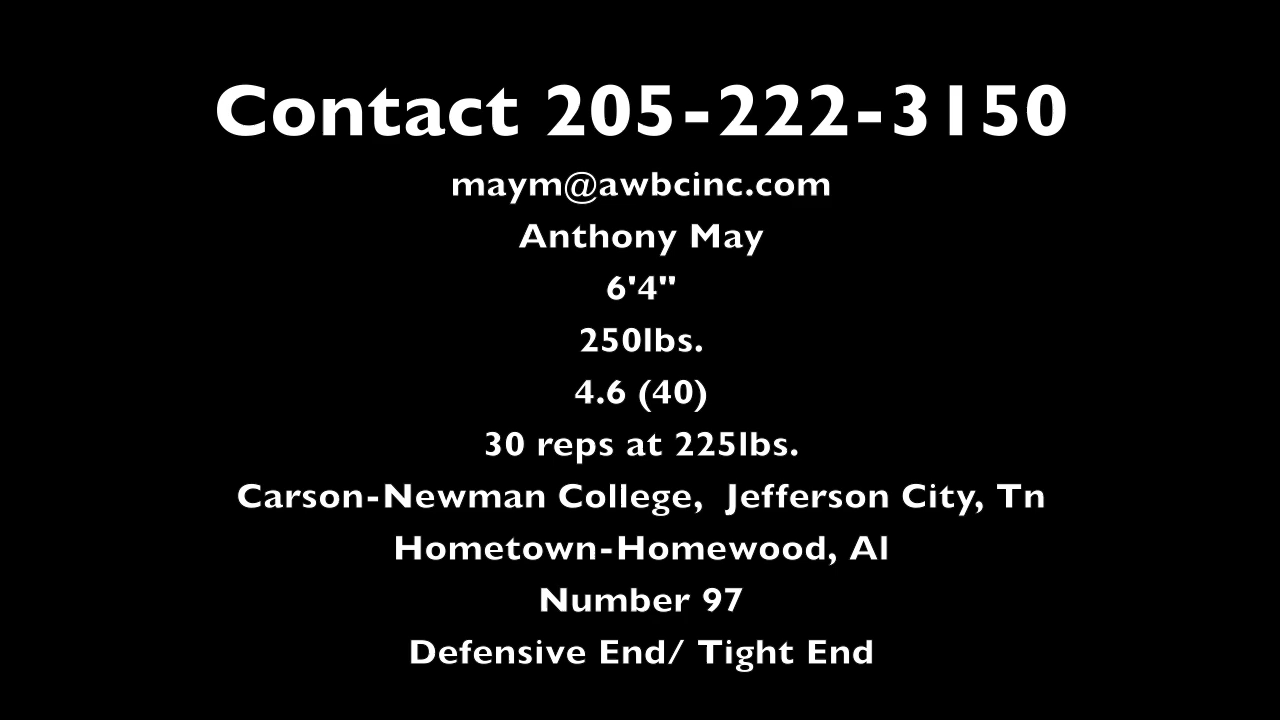 Contact 205-222-3150
maym@awbcinc.com
Anthony May
6'4"
250lbs.
4.6 (40)
30 reps at 225lbs.
Carson-Newman College,  Jefferson City, Tn
Hometown-Homewood, Al
Number 97
Defensive End/ Tight End